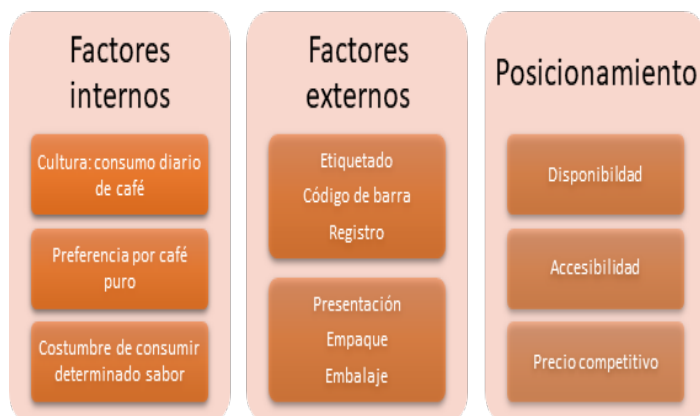 Factores
internos
Cultura: consumo diario
de café
Preferencia por café
puro
Costumbre de consumir
determinado sabor
Factores
externos
Etiquetado
Código de barra
Registro
Presentación
Empaque
Embalaje
Posicionamiento
Disponibildad
Accesibilidad
Precio competitivo